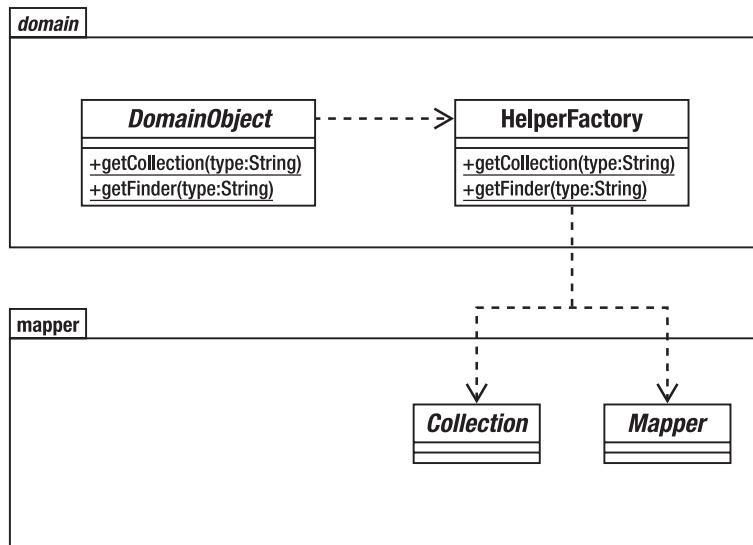 domain
DomainObject
+getCollection(type:String)
+getFinder(type:String)
HelperFactory
+getCollection(type:String)
+getFinder(type:String)
mapper
Collection
Mapper